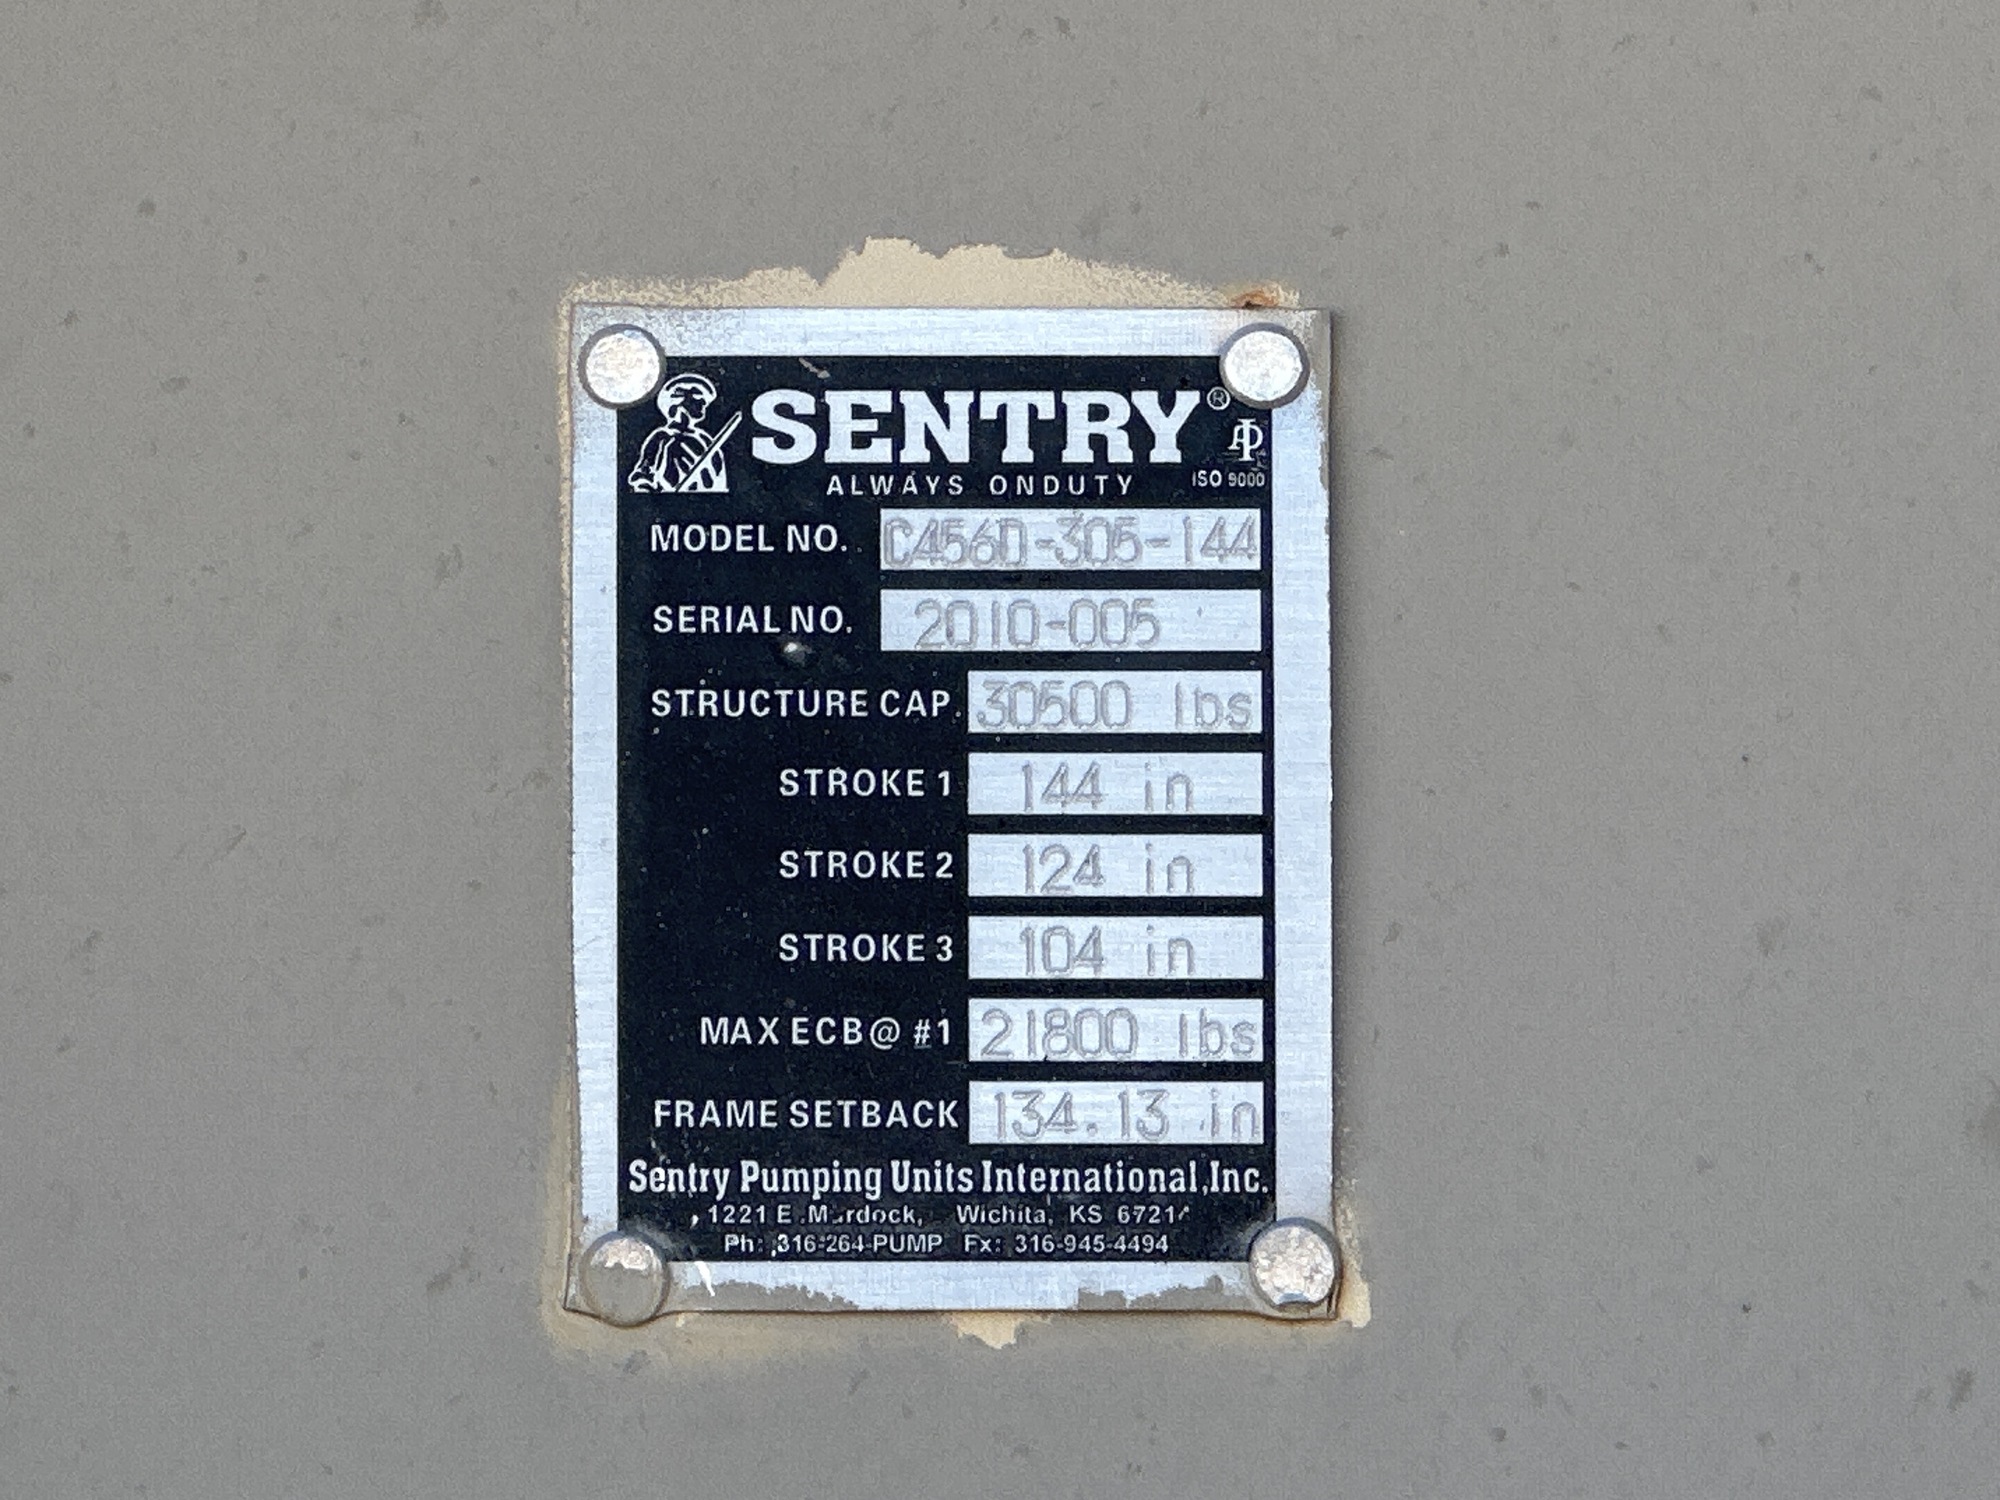 SENTRY®
API
ALWAYS ONDUTY
ISO 9000
MODEL NO. C456D-305-144
SERIAL NO. 2010-005
STRUCTURE CAP. 30500 lbs
STROKE 1 144 in
STROKE 2 124 in
STROKE 3 104 in
MAX ECB @ #1 21800 lbs
FRAME SETBACK 134.13 in
Sentry Pumping Units International, Inc.
1221 E. Murdock, Wichita, KS
Ph: 316-264-PUMP Fx: 316-945-4494